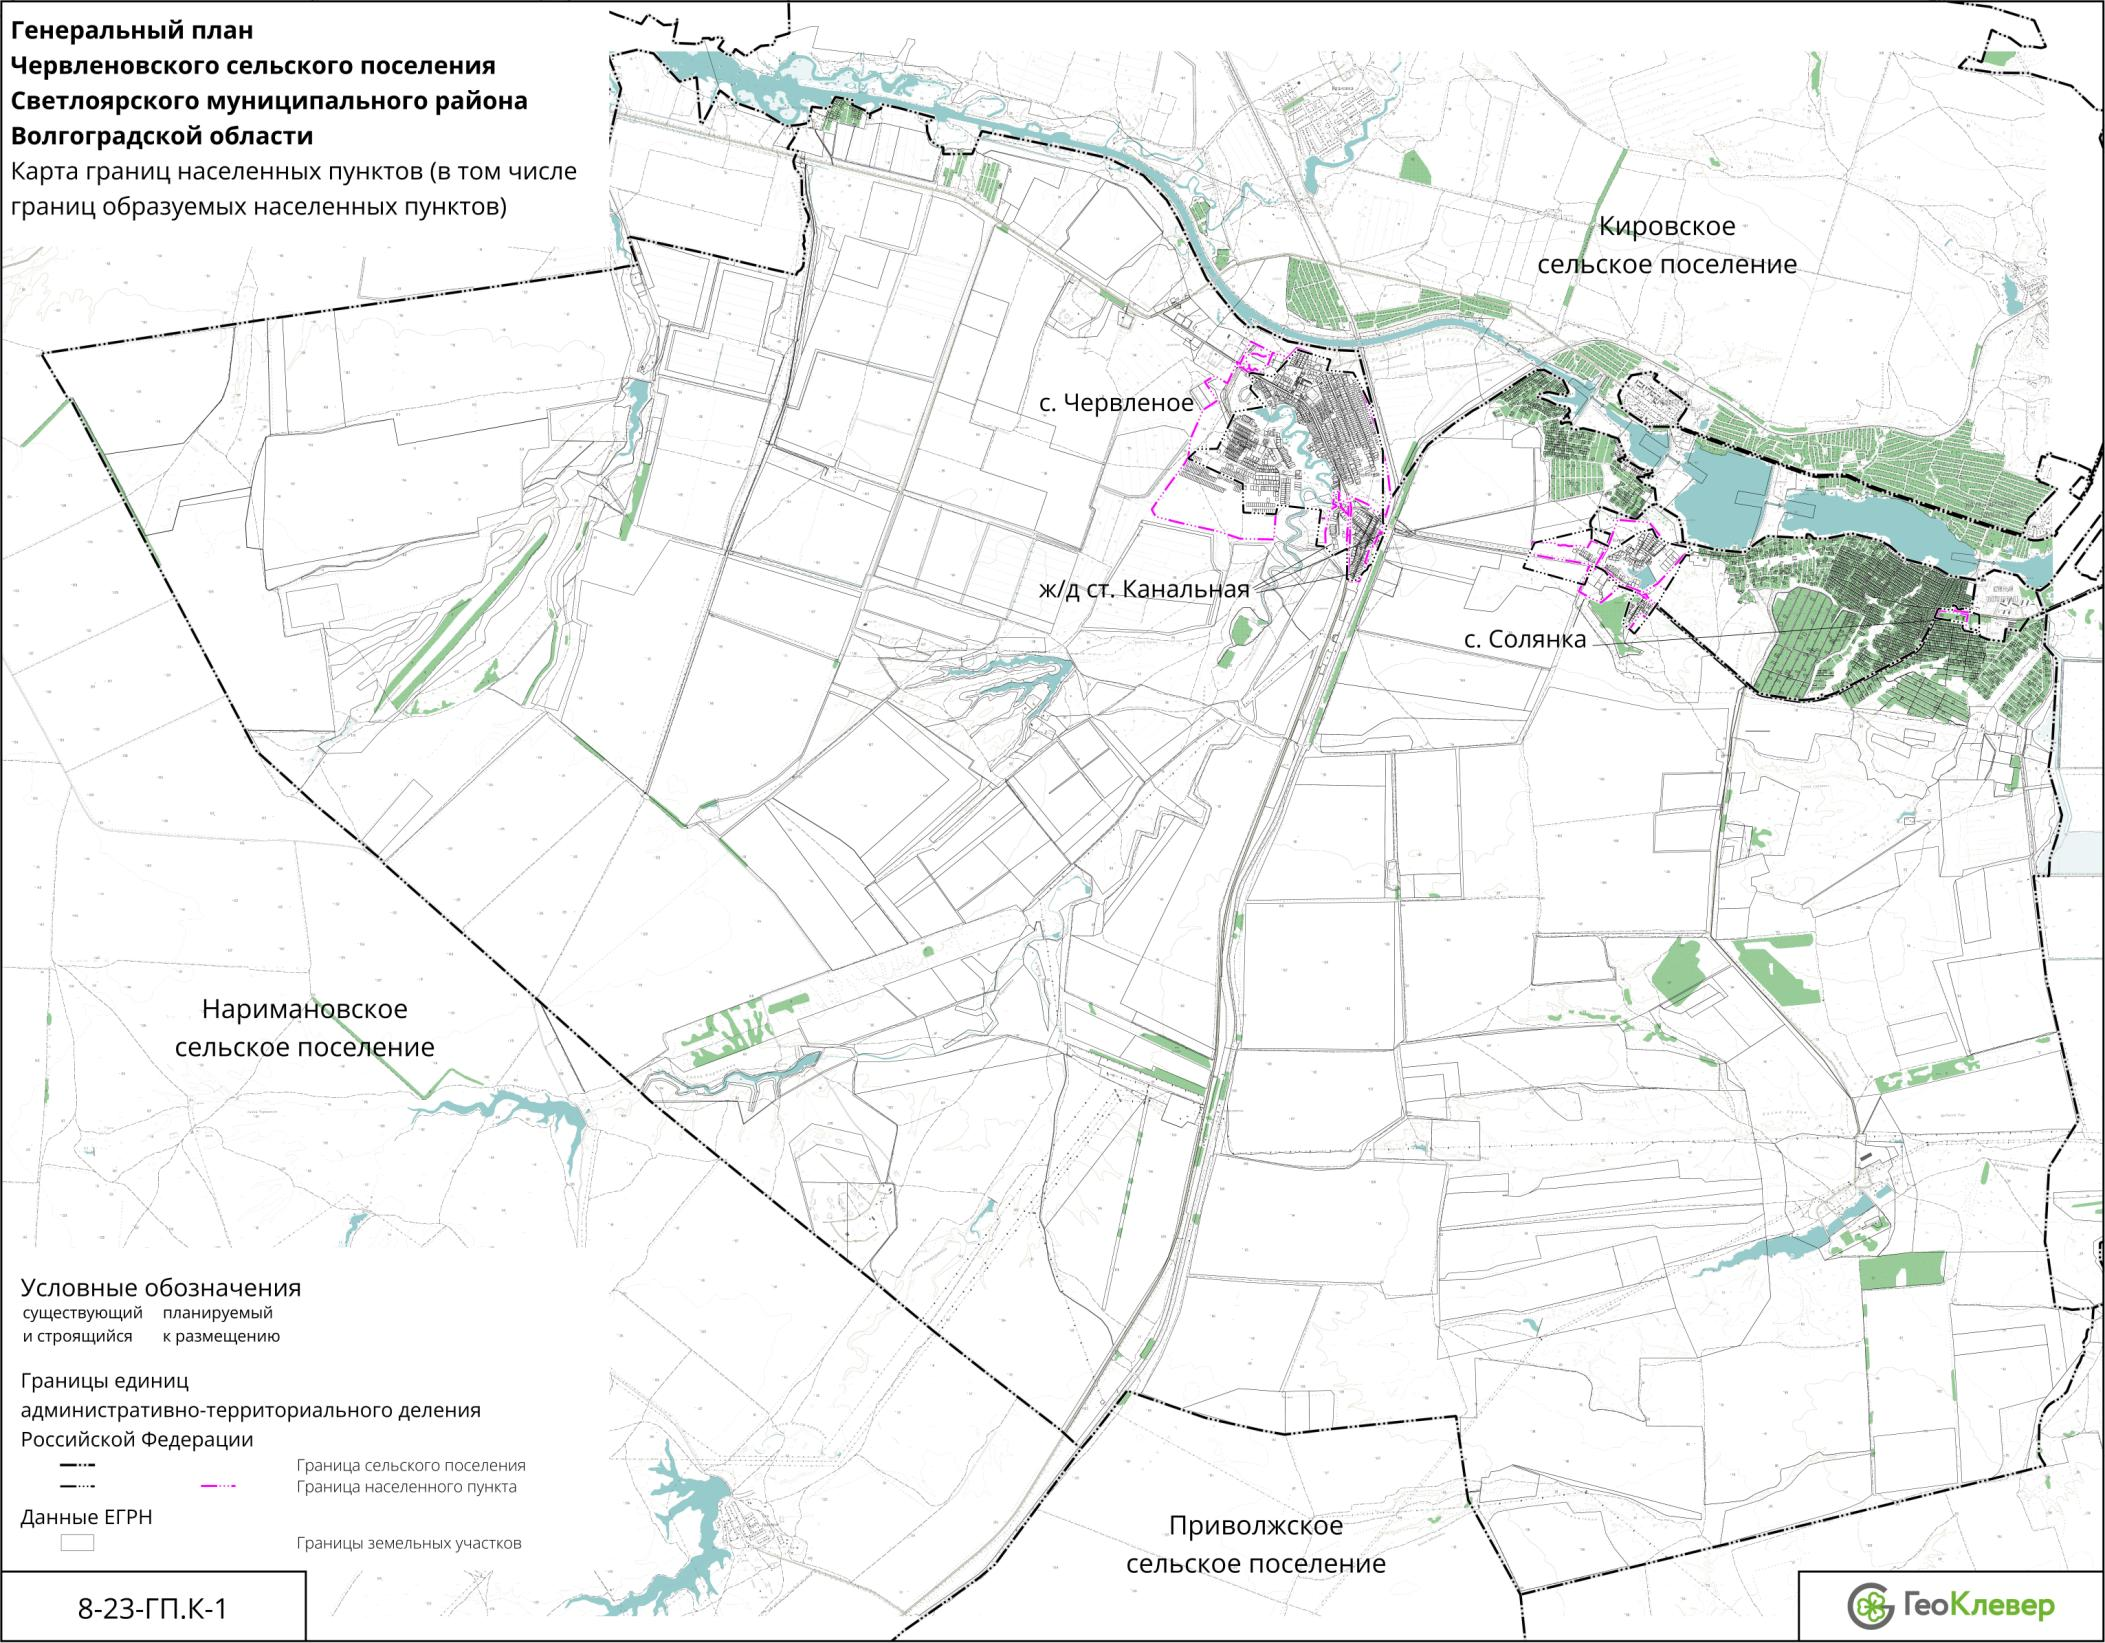 Генеральный план
Червленовского сельского поселения
Светлоярского муниципального района
Волгоградской области
Карта границ населенных пунктов (в том числе
границ образуемых населенных пунктов)
Кировское
сельское поселение
с. Червленое
ж/д ст. Канальная
с. Солянка
Наримановское
сельское поселение
Условные обозначения
существующий планируемый
и строящийся к размещению
Границы единиц
административно-территориального деления
Российской Федерации
Граница сельского поселения
Граница населенного пункта
Данные ЕГРН
Границы земельных участков
Приволжское
сельское поселение
8-23-ГП.К-1
ГеоКлевер